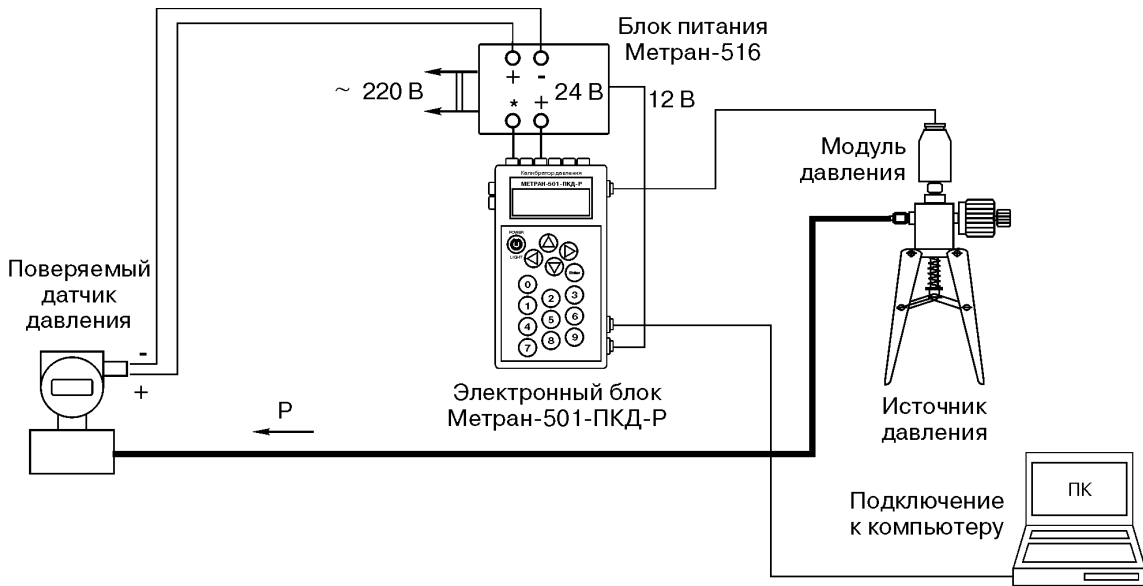 Блок питания
Метран-516
+ -
~ 220 В
24 В
* +
12 В
Модуль
давления
Калибратор давления
МЕТРАН-501-ПКД-Р
POWER
LIGHT
Enter
0
1 2 3
4 5 6
7 8 9
Поверяемый
датчик
давления
-
+
Электронный блок
Метран-501-ПКД-Р
P
Источник
давления
ПК
Подключение
к компьютеру